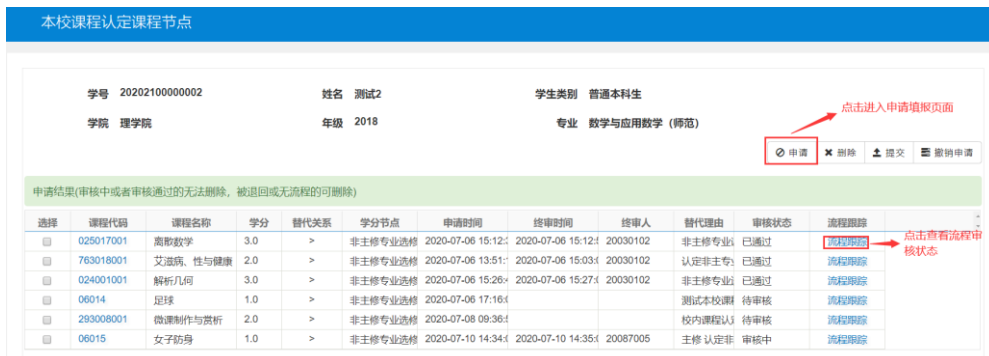 本校课程认定课程节点
学号 20202100000002 姓名 测试2 学生类别 普通本科生
点击进入申请填报页面
学院 理学院 年级 2018 专业 数学与应用数学（师范）
申请 删除 提交 撤销申请
申请结果(审核中或者审核通过的无法删除，被退回或无流程的可删除)
选择 课程代码 课程名称 学分 替代关系 学分节点 申请时间 终审时间 终审人 替代理由 审核状态 流程跟踪
025017001 离散数学 3.0 > 非主修专业选修 2020-07-06 15:12: 2020-07-06 15:12: 20030102 非主修专业 已通过 流程跟踪
点击查看流程审核状态
763018001 艾滋病、性与健康 2.0 > 非主修专业选修 2020-07-06 13:51: 2020-07-06 15:03: 20030102 认定非主专 已通过 流程跟踪
024001001 解析几何 3.0 > 非主修专业选修 2020-07-06 15:26: 2020-07-06 15:27: 20030102 非主修专业 已通过 流程跟踪
06014 足球 1.0 > 非主修专业选修 2020-07-06 17:16: 测试本校课 待审核 流程跟踪
293008001 微课制作与赏析 2.0 > 非主修专业选修 2020-07-08 09:36: 校内课程认 待审核 流程跟踪
06015 女子防身 1.0 > 非主修专业选修 2020-07-10 14:34: 2020-07-10 14:35: 20087005 主修 认定非 审核中 流程跟踪